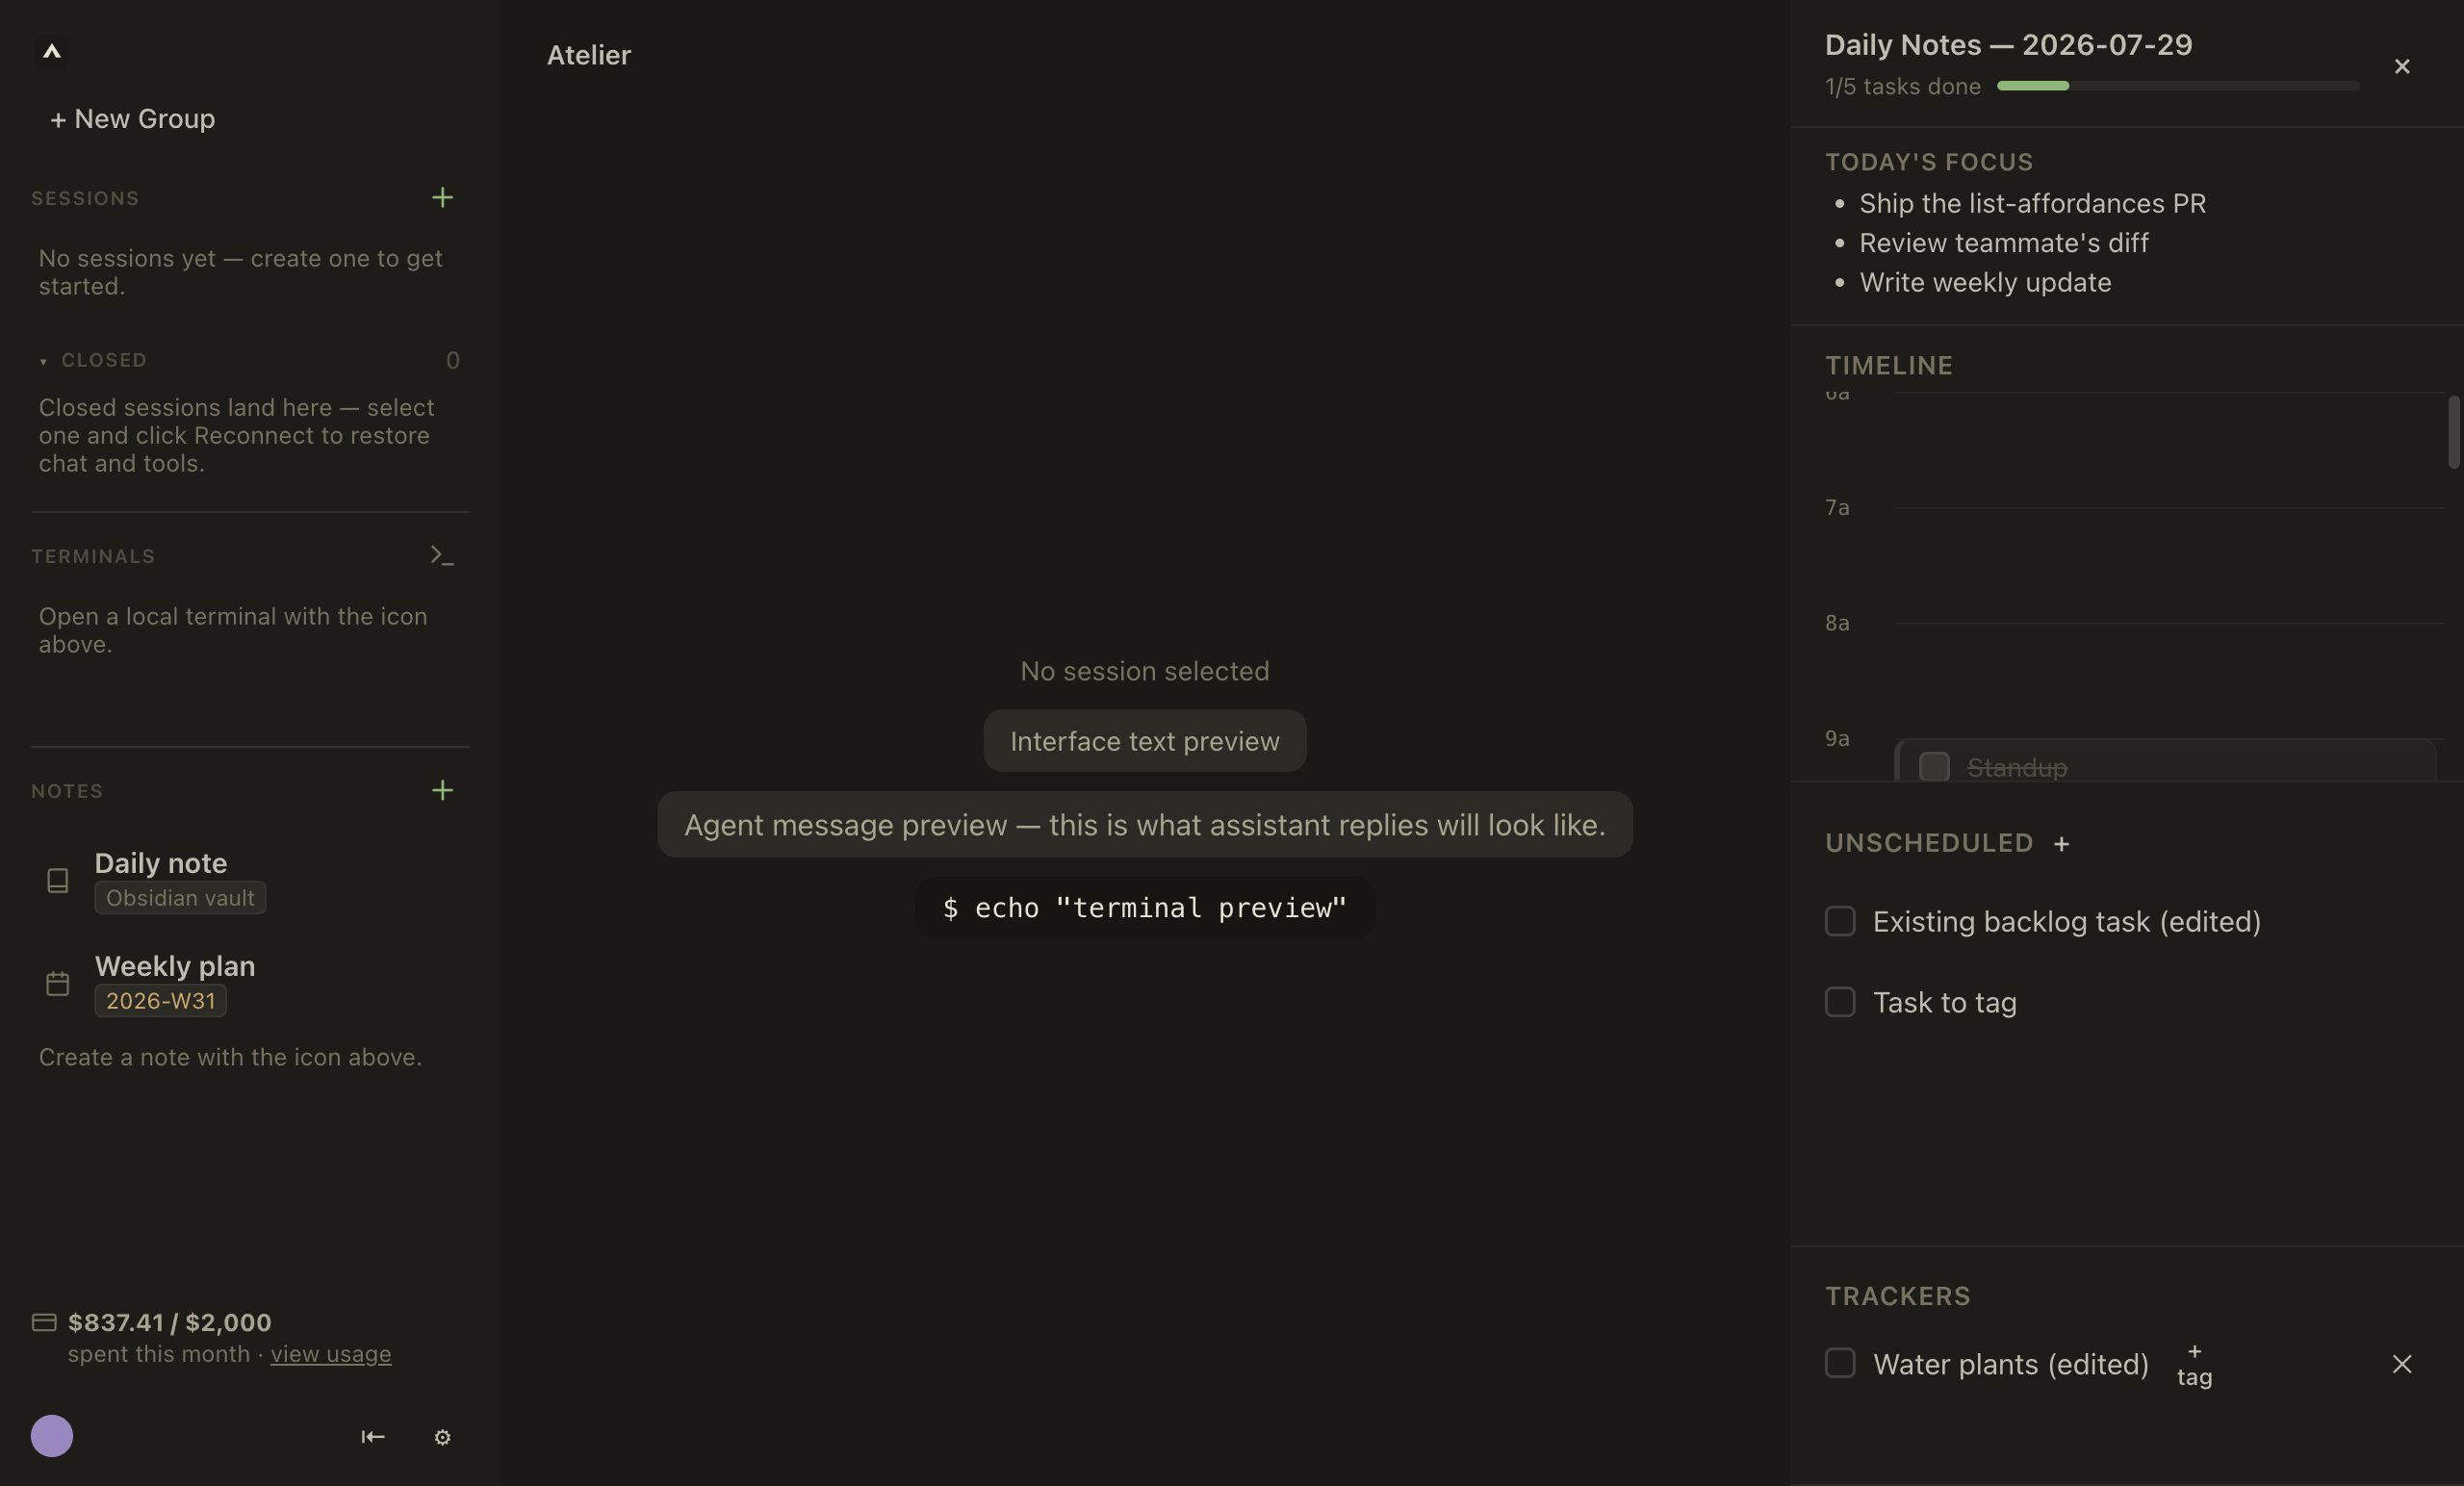 + New Group
SESSIONS
No sessions yet — create one to get
started.
CLOSED 0
Closed sessions land here — select
one and click Reconnect to restore
chat and tools.
TERMINALS
Open a local terminal with the icon
above.
NOTES
Daily note
Obsidian vault
Weekly plan
2026-W31
Create a note with the icon above.
$837.41 / $2,000
spent this month · view usage
Atelier
No session selected
Interface text preview
Agent message preview — this is what assistant replies will look like.
$ echo "terminal preview"
Daily Notes — 2026-07-29
1/5 tasks done
TODAY'S FOCUS
• Ship the list-affordances PR
• Review teammate's diff
• Write weekly update
TIMELINE
6a
7a
8a
9a
Standup
UNSCHEDULED +
Existing backlog task (edited)
Task to tag
TRACKERS
Water plants (edited)
+
tag